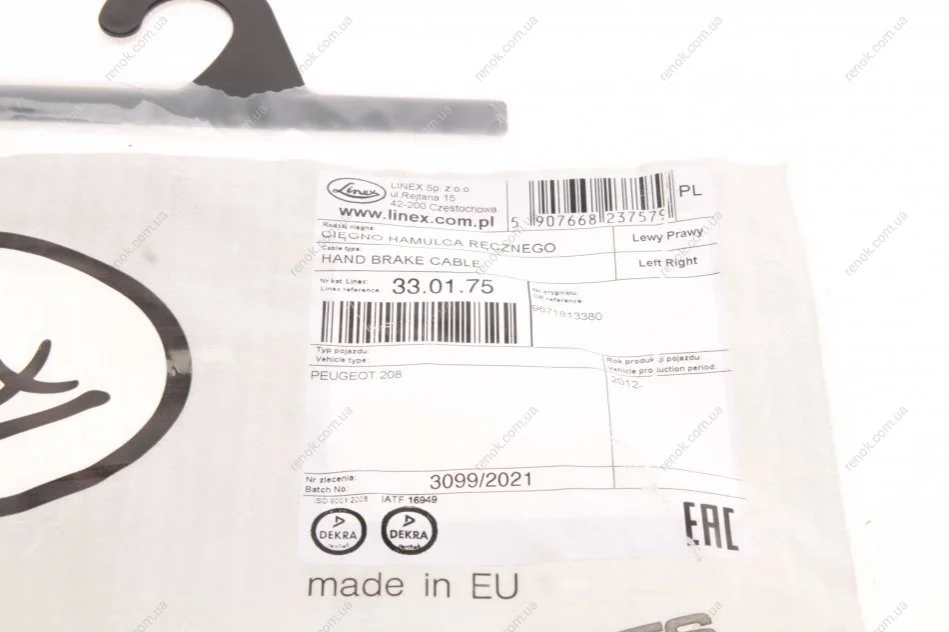 Linex
LINEX Sp. z o.o.
ul Rejtana 15
42-200 Częstochowa
www.linex.com.pl
5 907668 237579
PL
Rodzaj cięgna:
CIĘGNO HAMULCA RĘCZNEGO
Lewy Prawy
Cable type:
HAND BRAKE CABLE
Left Right
Nr kat. Linex:
Linex reference:
33.01.75
Nr oryginału:
OE reference:
9671813380
Typ pojazdu:
Vehicle type:
PEUGEOT 208
Rok produkcji pojazdu:
Vehicle production period:
2012-
Nr zlecenia:
Batch No:
3099/2021
ISO 9001:2008
IATF 16949
DEKRA
DEKRA
EAC
made in EU
renok.com.ua